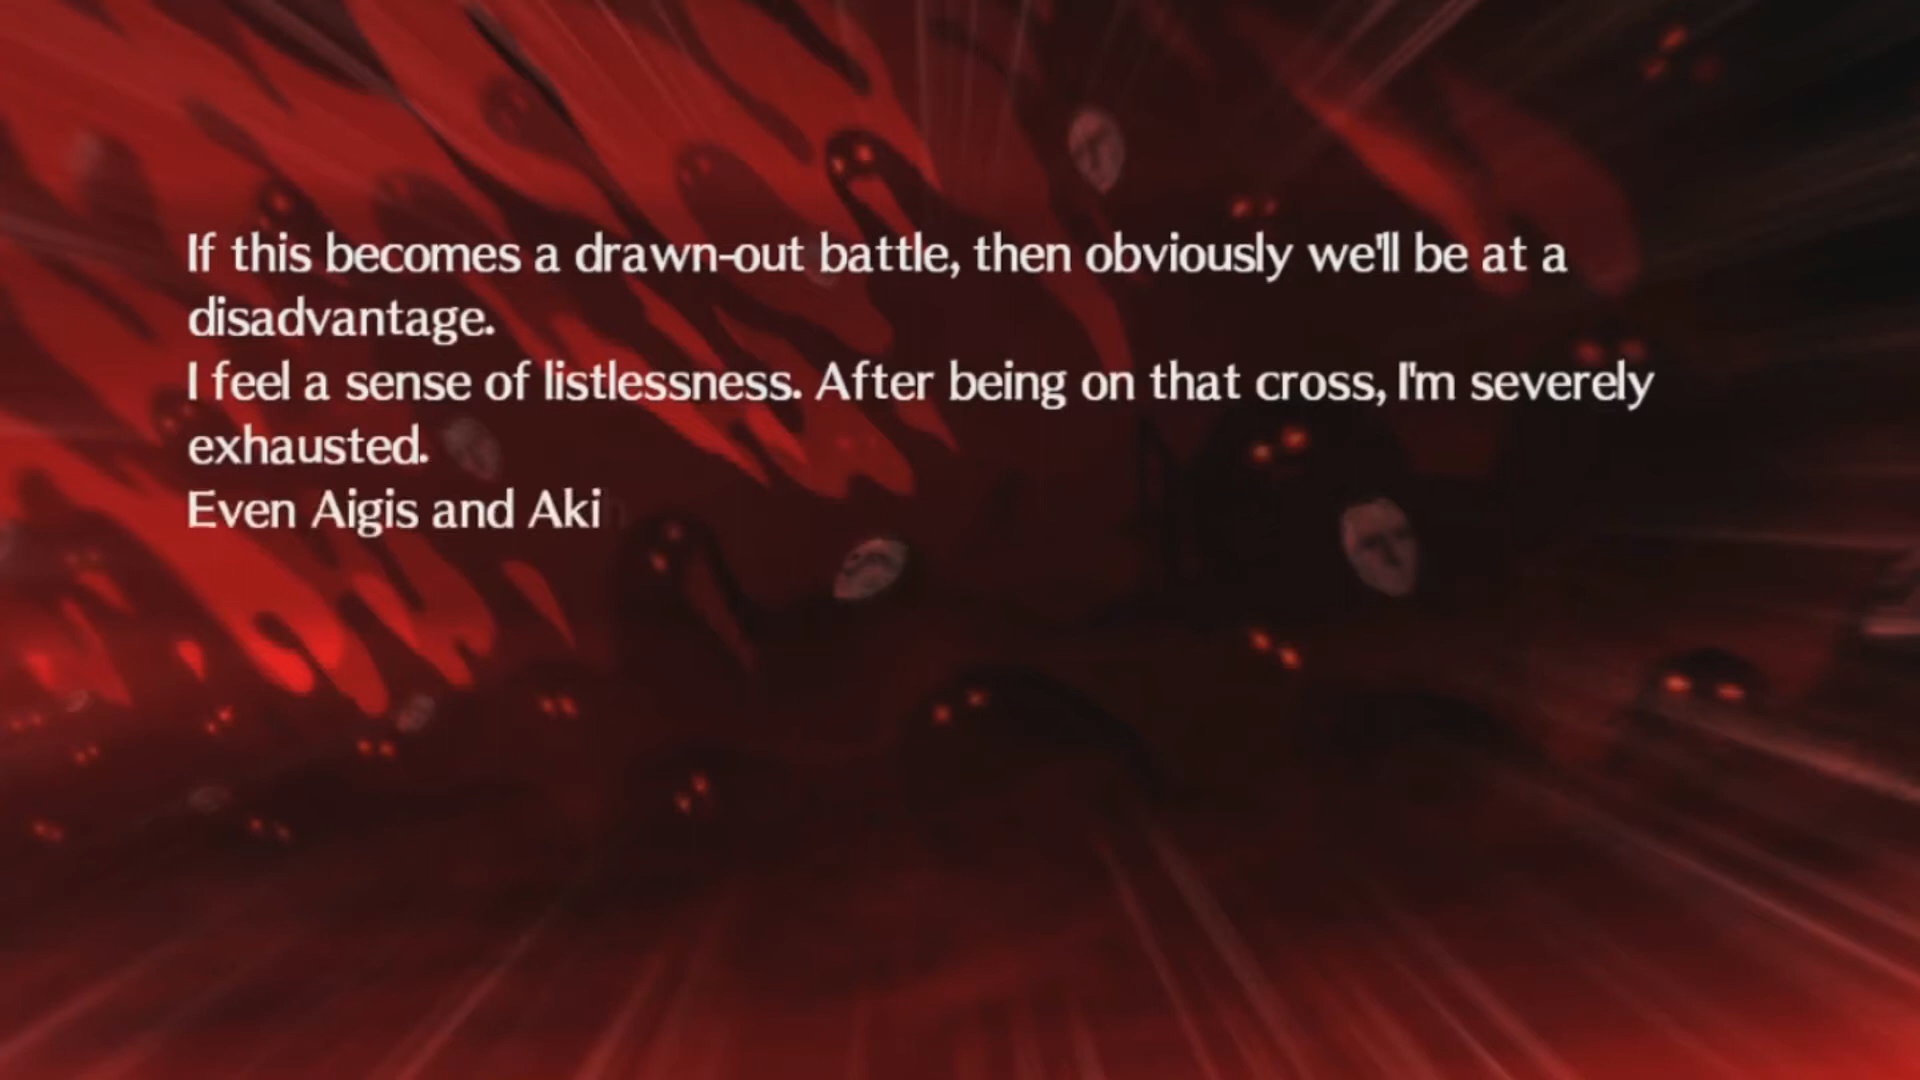 If this becomes a drawn-out battle, then obviously we'll be at a
disadvantage.
I feel a sense of listlessness. After being on that cross, I'm severely
exhausted.
Even Aigis and Aki